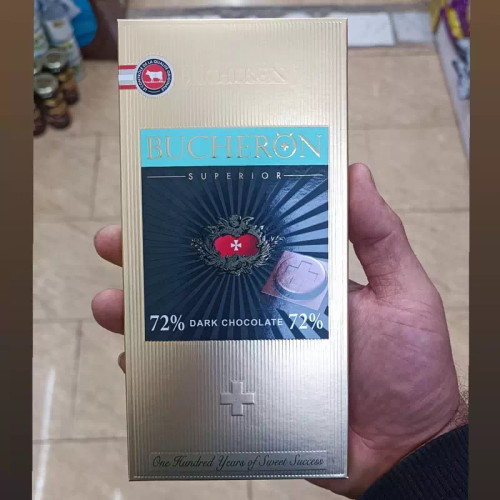 BUCHERON
BUCHERON
SUPERIOR
72% DARK CHOCOLATE 72%
One Hundred Years of Sweet Success